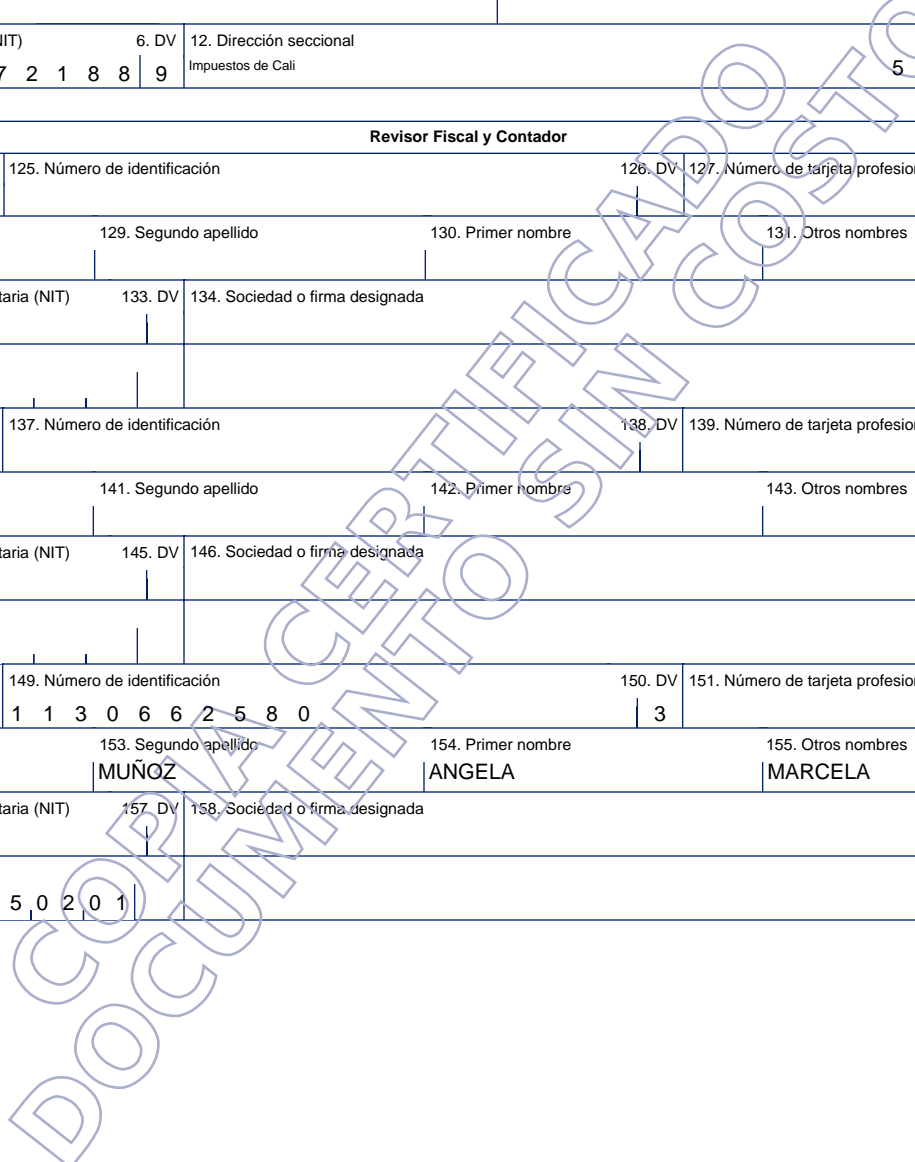 NIT) 6. DV 12. Dirección seccional
7 2 1 8 8 9 Impuestos de Cali 5
Revisor Fiscal y Contador
125. Número de identificación 126. DV 127. Número de tarjeta profesion
129. Segundo apellido 130. Primer nombre 131. Otros nombres
taria (NIT) 133. DV 134. Sociedad o firma designada
137. Número de identificación 138. DV 139. Número de tarjeta profesion
141. Segundo apellido 142. Primer nombre 143. Otros nombres
taria (NIT) 145. DV 146. Sociedad o firma designada
149. Número de identificación 150. DV 151. Número de tarjeta profesion
1 1 3 0 6 6 2 5 8 0 3
153. Segundo apellido 154. Primer nombre 155. Otros nombres
MUÑOZ ANGELA MARCELA
taria (NIT) 157. DV 158. Sociedad o firma designada
5 0 2 0 1
COPIA CERTIFICADO
DOCUMENTO SIN COSTO